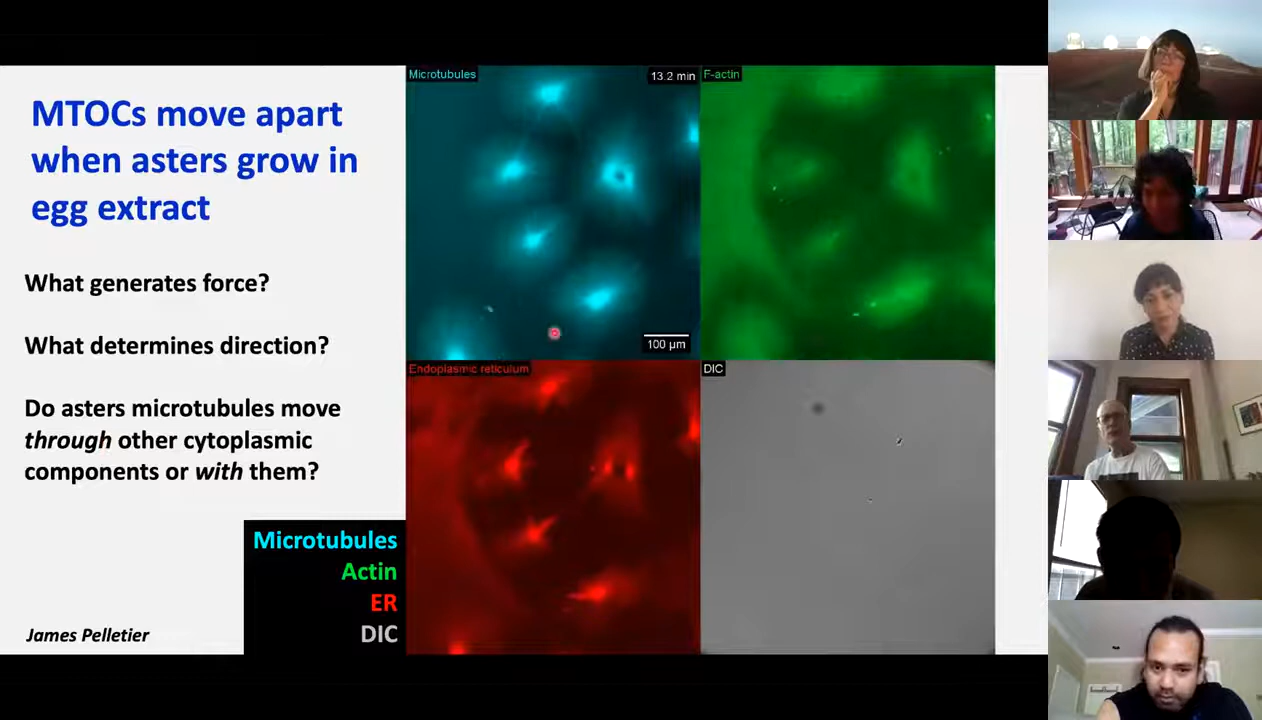 MTOCs move apart
when asters grow in
egg extract
What generates force?
What determines direction?
Do asters microtubules move
through other cytoplasmic
components or with them?
Microtubules
Actin
ER
DIC
James Pelletier
Microtubules
13.2 min
100 µm
F-actin
Endoplasmic reticulum
DIC